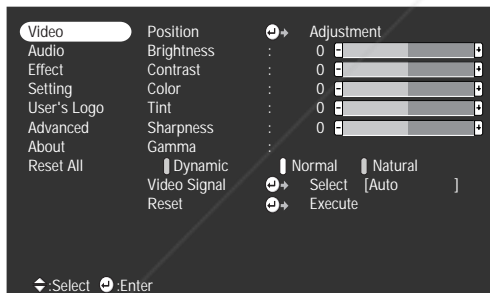 Video Position Adjustment
Audio Brightness : 0 - +
Effect Contrast : 0 - +
Setting Color : 0 - +
User's Logo Tint : 0 - +
Advanced Sharpness : 0 - +
About Gamma :
Reset All Dynamic Normal Natural
Video Signal Select [Auto ]
Reset Execute
:Select :Enter